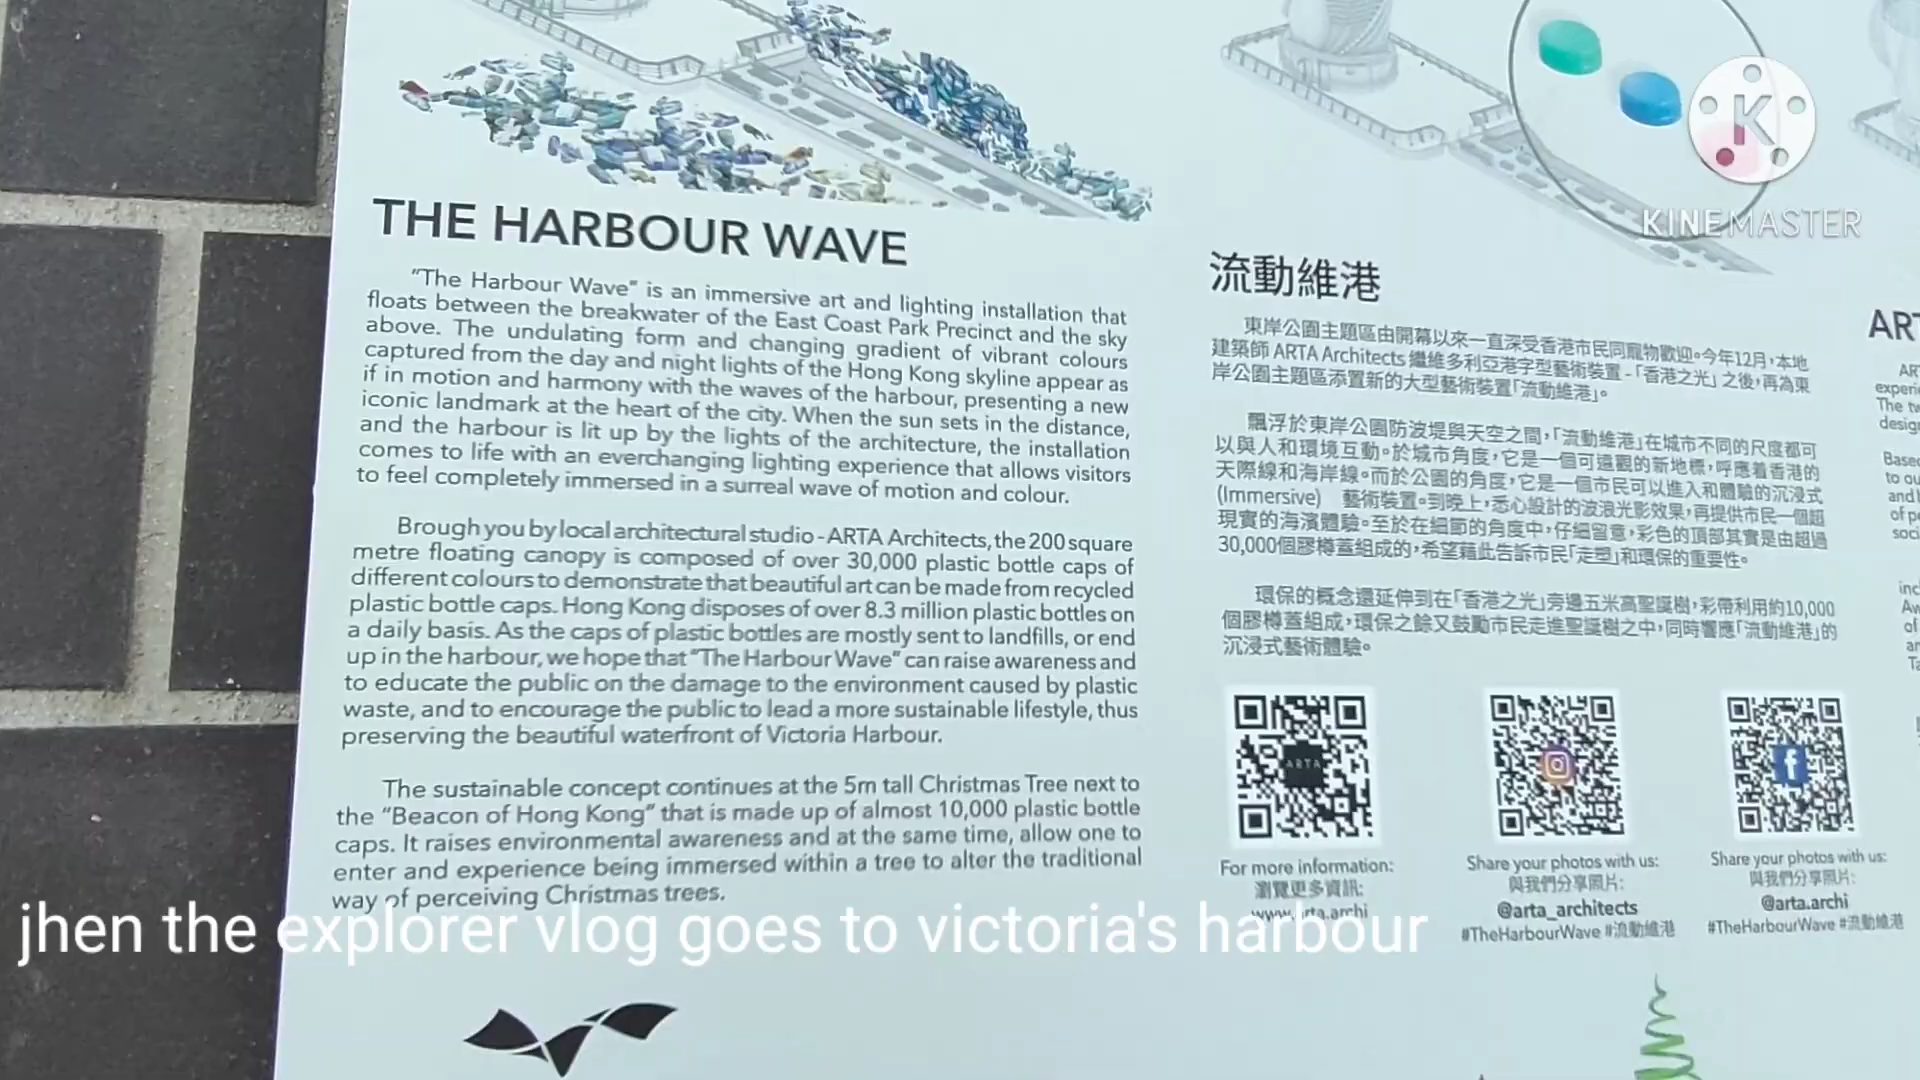 THE HARBOUR WAVE
"The Harbour Wave" is an immersive art and lighting installation that
floats between the breakwater of the East Coast Park Precinct and the sky
above. The undulating form and changing gradient of vibrant colours
captured from the day and night lights of the Hong Kong skyline appear as
if in motion and harmony with the waves of the harbour, presenting a new
iconic landmark at the heart of the city. When the sun sets in the distance,
and the harbour is lit up by the lights of the architecture, the installation
comes to life with an everchanging lighting experience that allows visitors
to feel completely immersed in a surreal wave of motion and colour.
Brough you by local architectural studio - ARTA Architects, the 200 square
metre floating canopy is composed of over 30,000 plastic bottle caps of
different colours to demonstrate that beautiful art can be made from recycled
plastic bottle caps. Hong Kong disposes of over 8.3 million plastic bottles on
a daily basis. As the caps of plastic bottles are mostly sent to landfills, or end
up in the harbour, we hope that "The Harbour Wave" can raise awareness and
to educate the public on the damage to the environment caused by plastic
waste, and to encourage the public to lead a more sustainable lifestyle, thus
preserving the beautiful waterfront of Victoria Harbour.
The sustainable concept continues at the 5m tall Christmas Tree next to
the "Beacon of Hong Kong" that is made up of almost 10,000 plastic bottle
caps. It raises environmental awareness and at the same time, allow one to
enter and experience being immersed within a tree to alter the traditional
way of perceiving Christmas trees.
流動維港
東岸公園主題區由開幕以來一直深受香港市民同寵物歡迎。今年12月,本地
建築師 ARTA Architects 繼維多利亞港字型藝術裝置 -「香港之光」之後,再為東
岸公園主題區添置新的大型藝術裝置「流動維港」。
飄浮於東岸公園防波堤與天空之間,「流動維港」在城市不同的尺度都可
以與人和環境互動。於城市角度,它是一個可遠觀的新地標,呼應着香港的
天際線和海岸線。而於公園的角度,它是一個市民可以進入和體驗的沉浸式
(Immersive) 藝術裝置。到晚上,悉心設計的波浪光影效果,再提供市民一個超
現實的海濱體驗。至於在細節的角度中,仔細留意,彩色的頂部其實是由超過
30,000個膠樽蓋組成的,希望藉此告訴市民「走塑」和環保的重要性。
環保的概念還延伸到在「香港之光」旁邊五米高聖誕樹,彩帶利用約10,000
個膠樽蓋組成,環保之餘又鼓勵市民走進聖誕樹之中,同時響應「流動維港」的
沉浸式藝術體驗。
ARTA
For more information:
瀏覽更多資訊:
www.arta.archi
Share your photos with us:
與我們分享照片:
@arta_architects
#TheHarbourWave #流動維港
Share your photos with us:
與我們分享照片:
@arta.archi
#TheHarbourWave #流動維港
K
KINEMASTER
jhen the explorer vlog goes to victoria's harbour